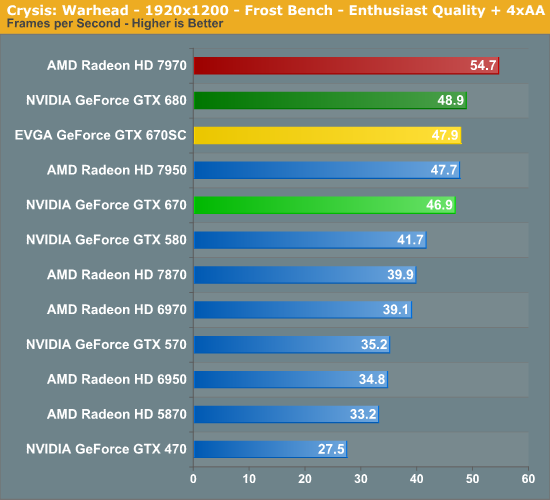 Crysis: Warhead - 1920x1200 - Frost Bench - Enthusiast Quality + 4xAA
Frames per Second - Higher is Better
AMD Radeon HD 7970 54.7
NVIDIA GeForce GTX 680 48.9
EVGA GeForce GTX 670SC 47.9
AMD Radeon HD 7950 47.7
NVIDIA GeForce GTX 670 46.9
NVIDIA GeForce GTX 580 41.7
AMD Radeon HD 7870 39.9
AMD Radeon HD 6970 39.1
NVIDIA GeForce GTX 570 35.2
AMD Radeon HD 6950 34.8
AMD Radeon HD 5870 33.2
NVIDIA GeForce GTX 470 27.5
0 10 20 30 40 50 60